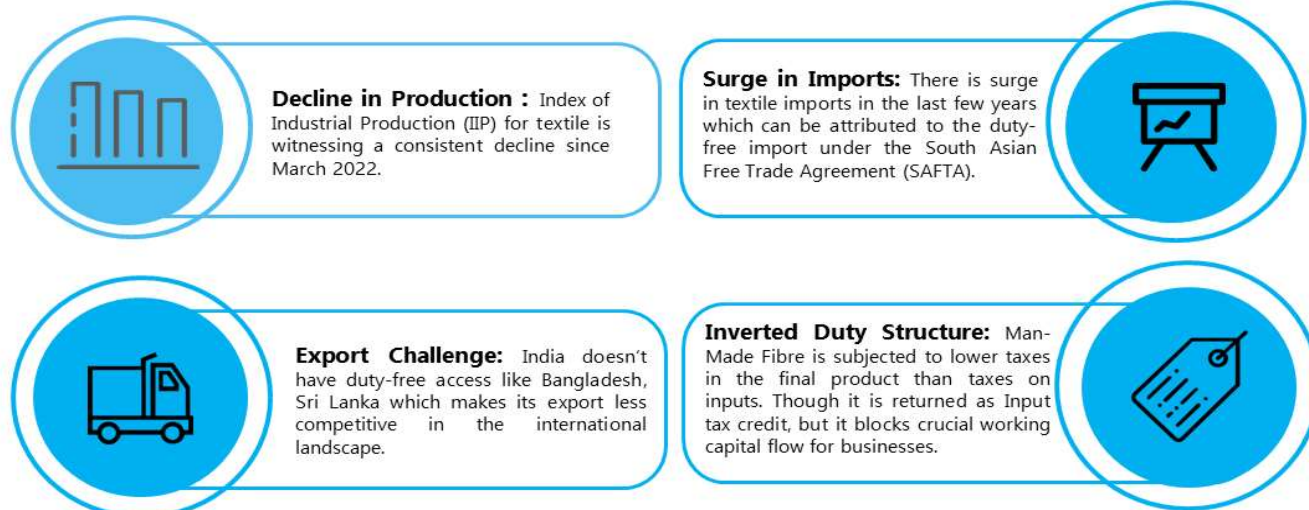 Decline in Production : Index of
Industrial Production (IIP) for textile is
witnessing a consistent decline since
March 2022.
Surge in Imports: There is surge
in textile imports in the last few years
which can be attributed to the duty-
free import under the South Asian
Free Trade Agreement (SAFTA).
Export Challenge: India doesn't
have duty-free access like Bangladesh,
Sri Lanka which makes its export less
competitive in the international
landscape.
Inverted Duty Structure: Man-
Made Fibre is subjected to lower taxes
in the final product than taxes on
inputs. Though it is returned as Input
tax credit, but it blocks crucial working
capital flow for businesses.